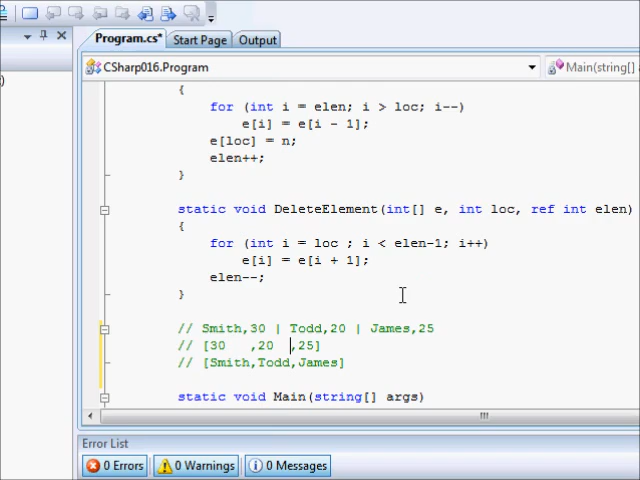 Program.cs* Start Page Output
CSharp016.Program Main(string[] a
{
for (int i = elen; i > loc; i--)
e[i] = e[i - 1];
e[loc] = n;
elen++;
}
static void DeleteElement(int[] e, int loc, ref int elen)
{
for (int i = loc ; i < elen-1; i++)
e[i] = e[i + 1];
elen--;
}
// Smith,30 | Todd,20 | James,25
// [30   ,20  ,25]
// [Smith,Todd,James]
static void Main(string[] args)
Error List
0 Errors 0 Warnings 0 Messages